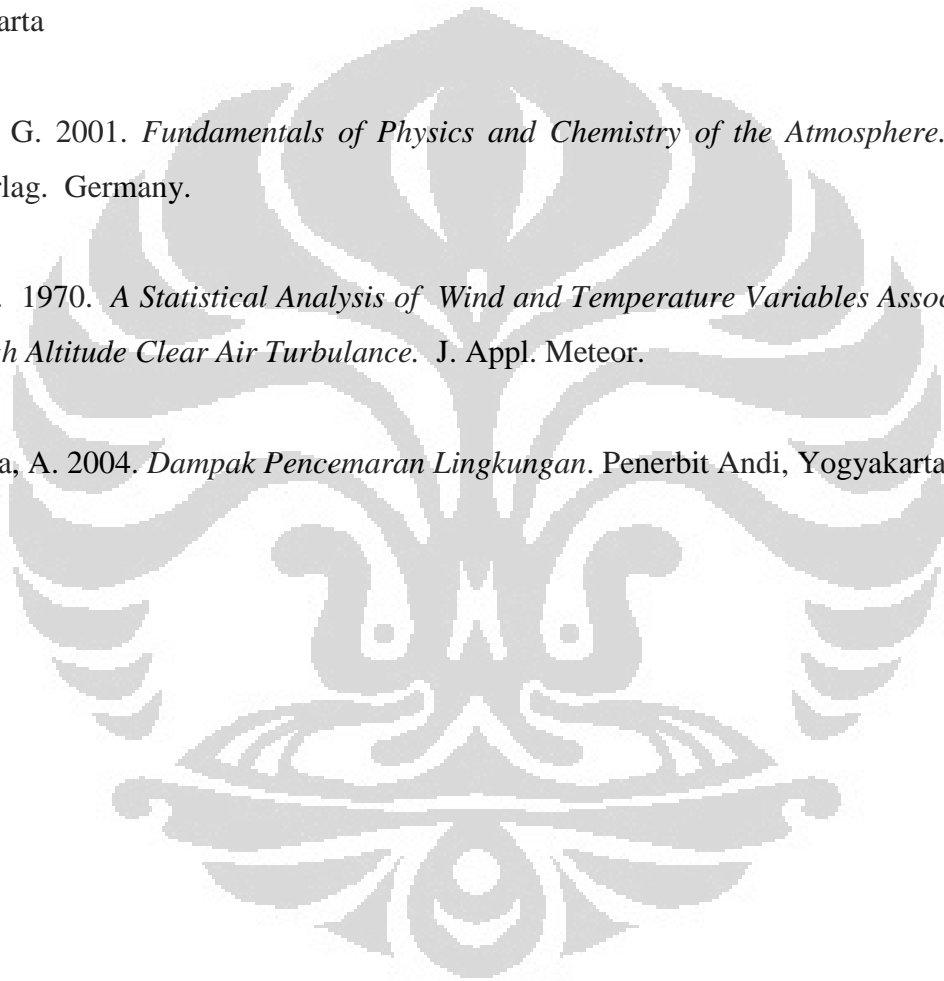 arta
G. 2001. Fundamentals of Physics and Chemistry of the Atmosphere.
rlag. Germany.
. 1970. A Statistical Analysis of Wind and Temperature Variables Assoc
h Altitude Clear Air Turbulance. J. Appl. Meteor.
a, A. 2004. Dampak Pencemaran Lingkungan. Penerbit Andi, Yogyakarta